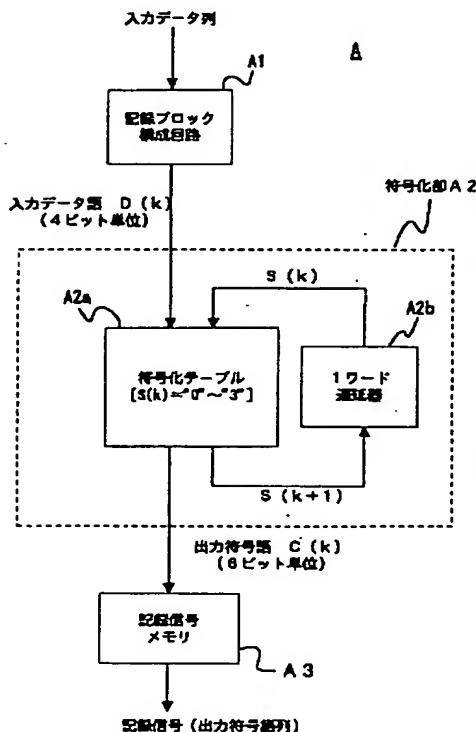 入力データ列
A1
A
記録ブロック
構成回路
入力データ語 D(k)
(4ビット単位)
符号化部A2
S(k)
A2a
A2b
符号化テーブル
[S(k)="0"~"3"]
1ワード
遅延器
S(k+1)
出力符号語 C(k)
(6ビット単位)
記録信号
メモリ
A3
記録信号(出力符号語列)